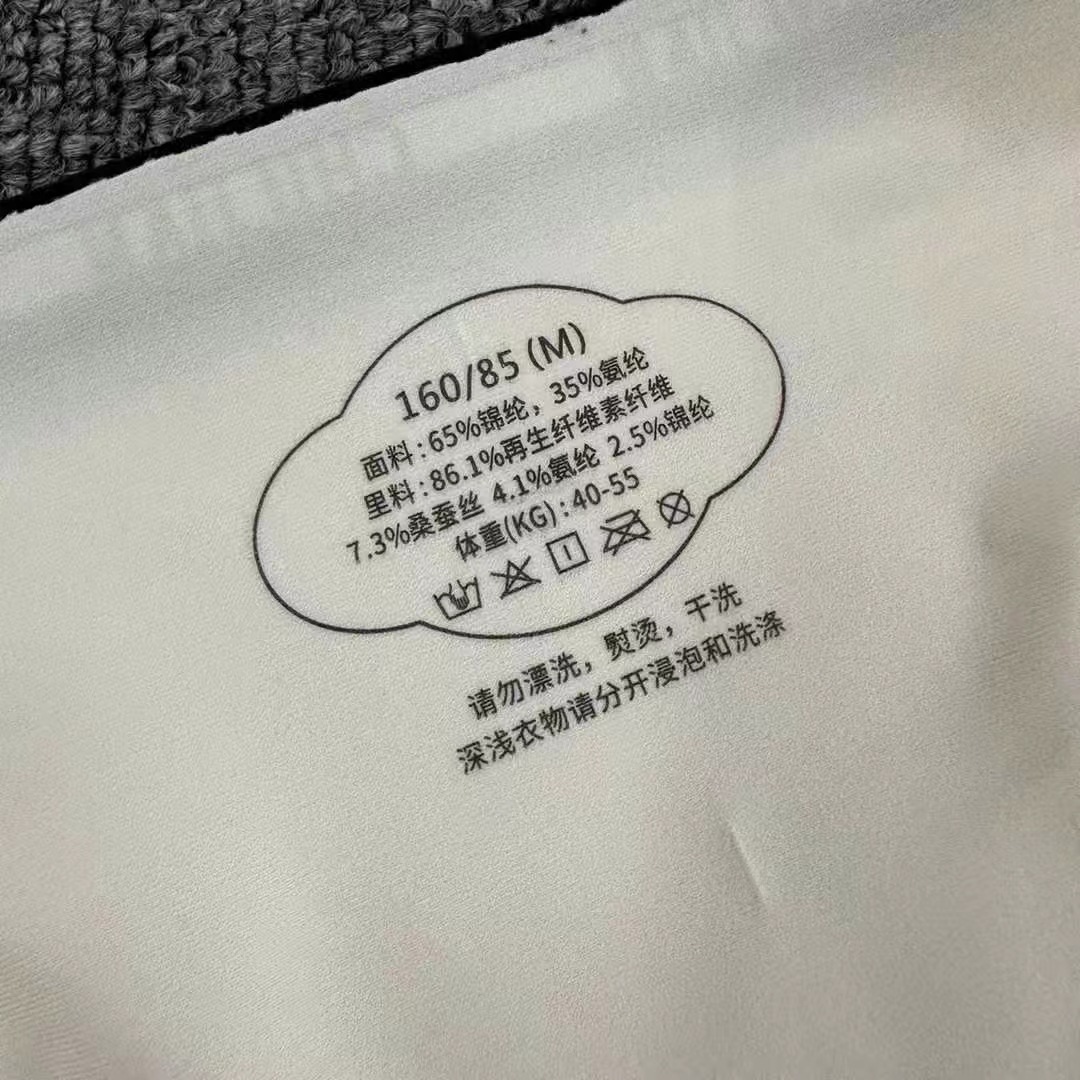 160/85 (M)
面料:65%锦纶，35%氨纶
里料:86.1%再生纤维素纤维
7.3%桑蚕丝 4.1%氨纶 2.5%锦纶
体重(KG):40-55
请勿漂洗，熨烫，干洗
深浅衣物请分开浸泡和洗涤